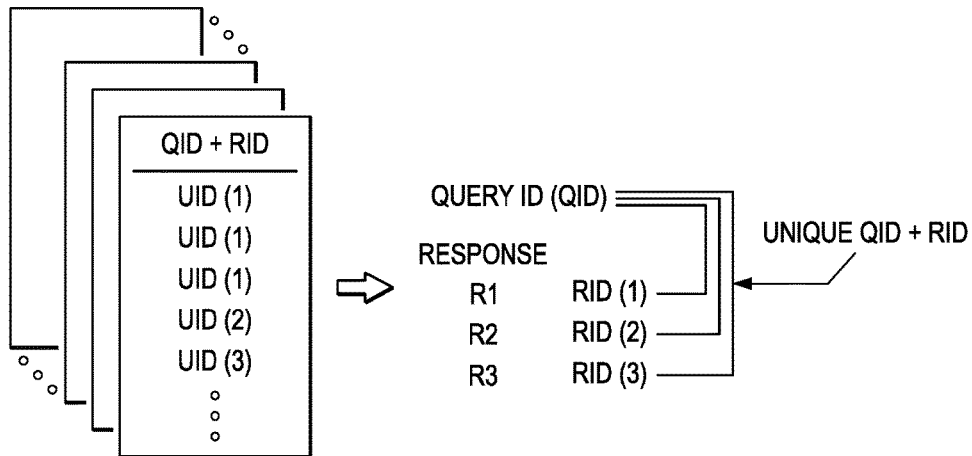 QID + RID
UID (1)
UID (1)
UID (1)
UID (2)
UID (3)
QUERY ID (QID)
RESPONSE
R1 RID (1)
R2 RID (2)
R3 RID (3)
UNIQUE QID + RID